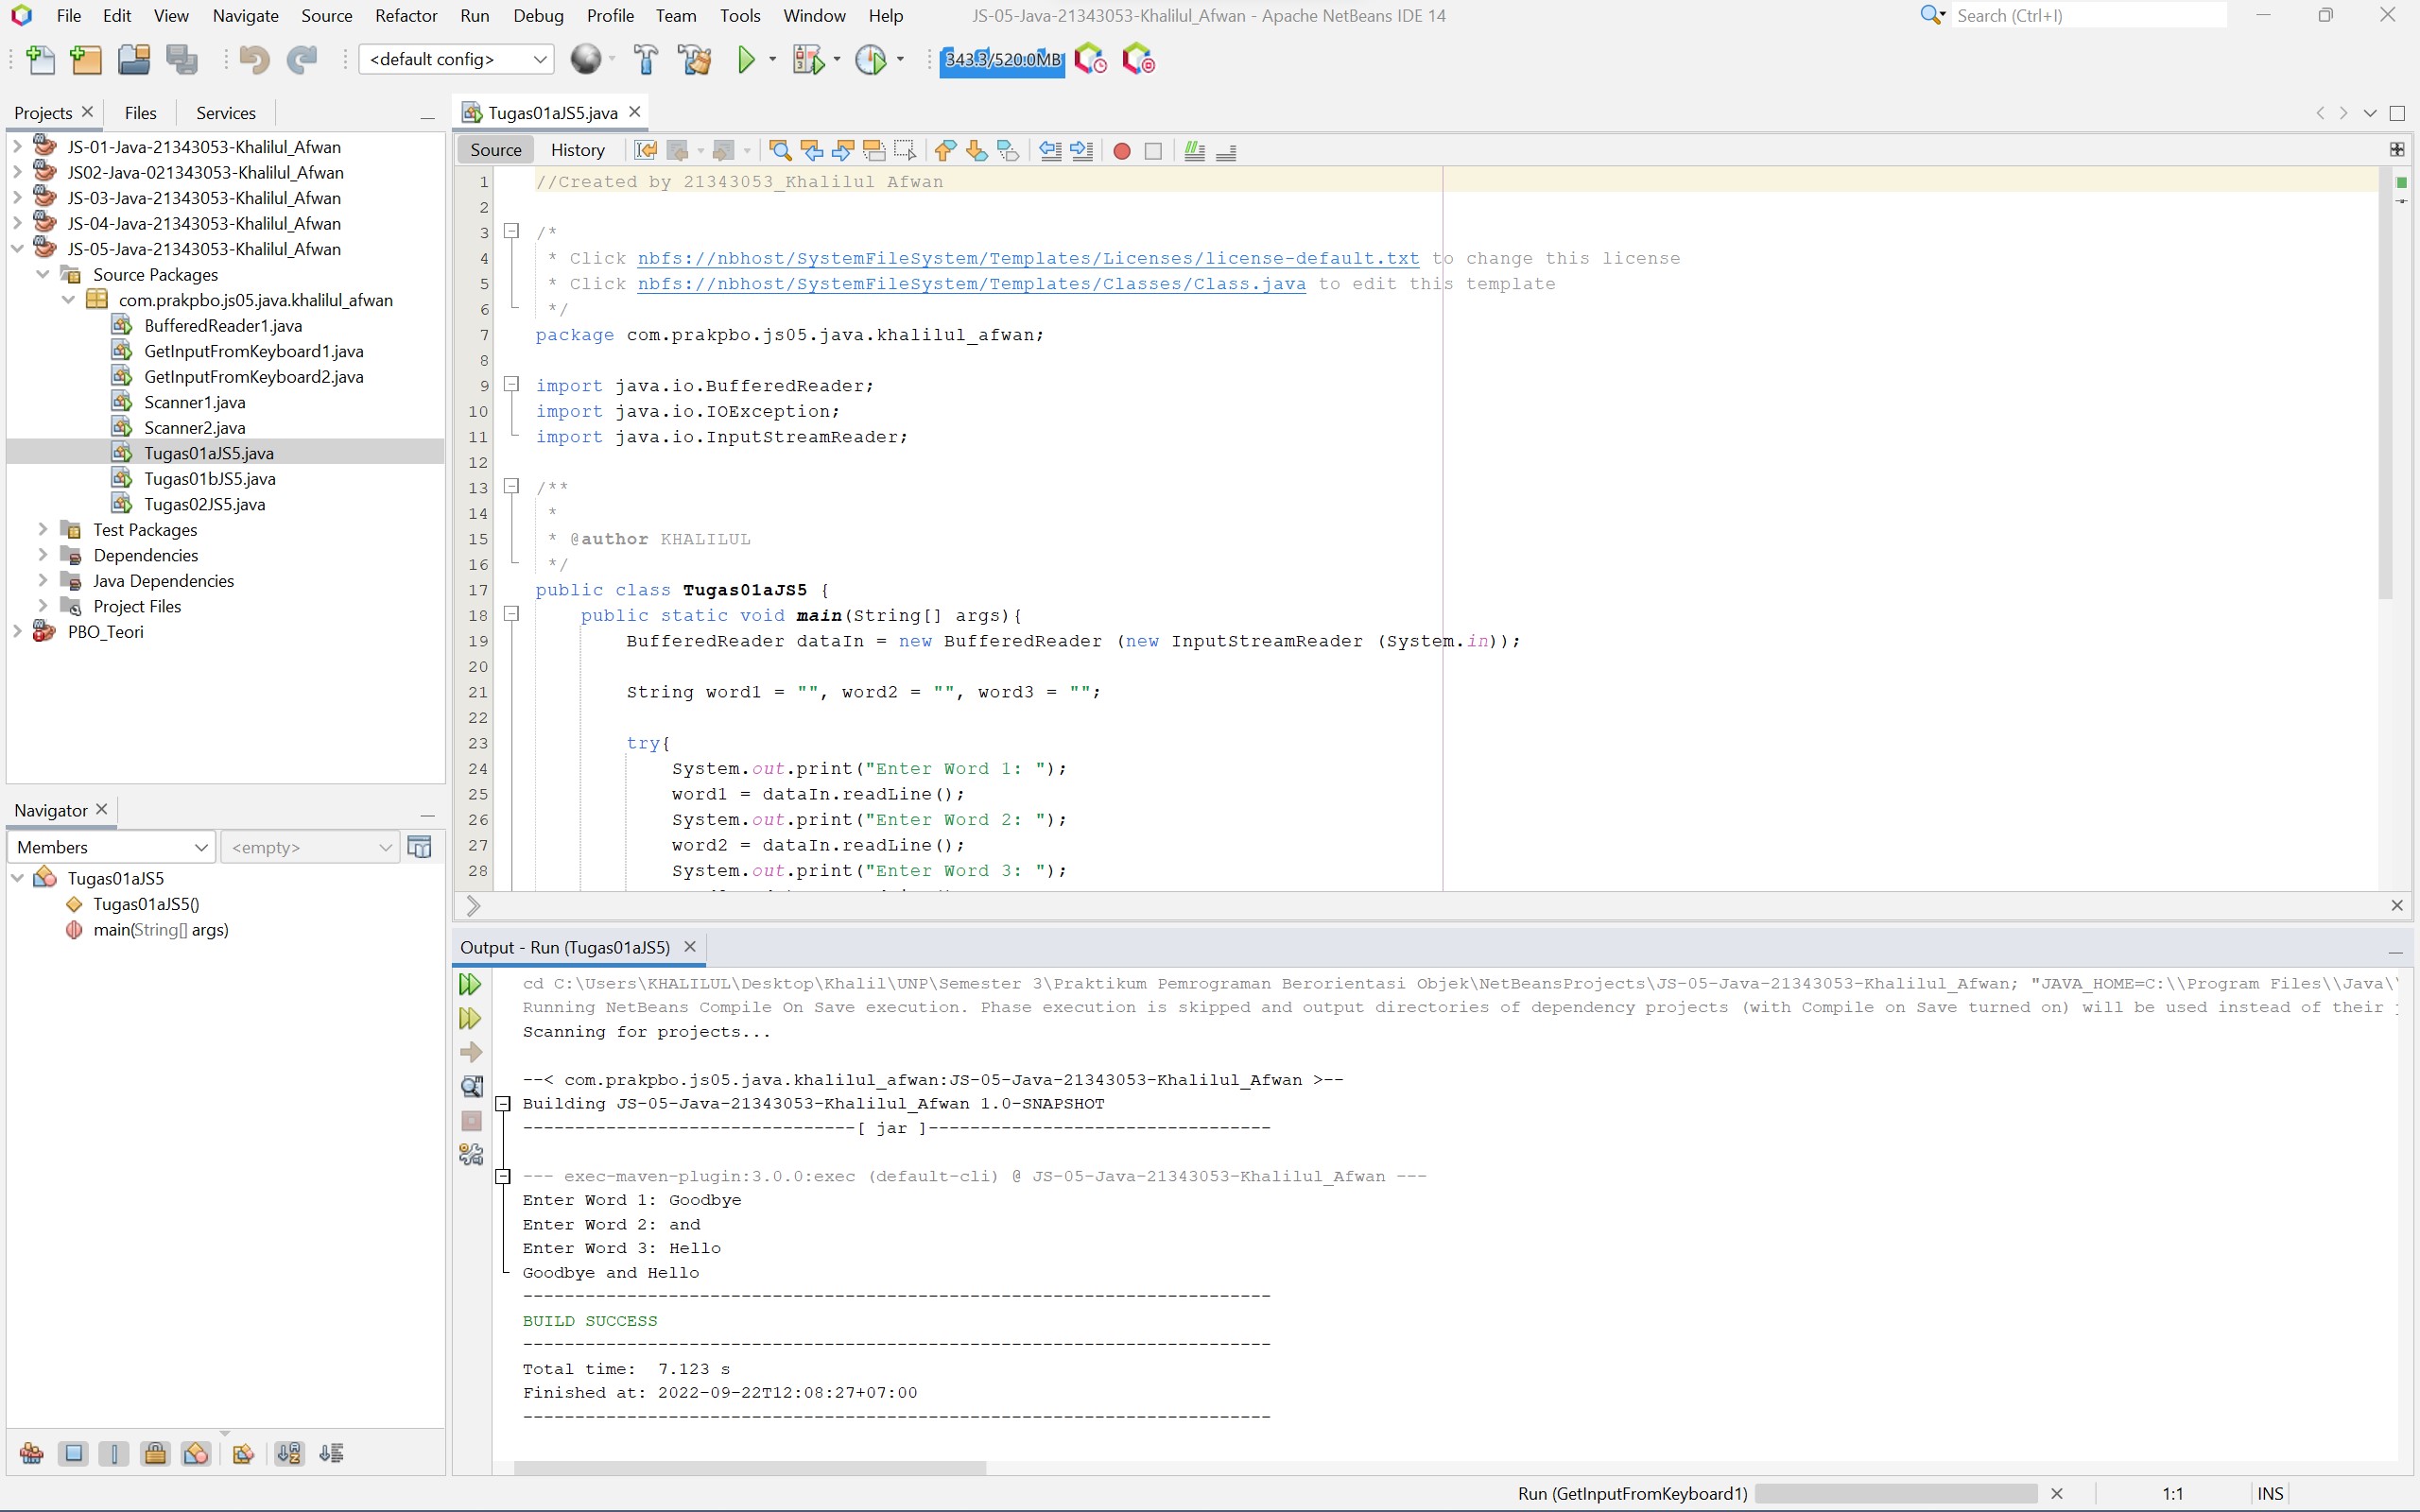 File Edit View Navigate Source Refactor Run Debug Profile Team Tools Window Help JS-05-Java-21343053-Khalilul_Afwan - Apache NetBeans IDE 14 Search (Ctrl+I)
<default config> 343.3/520.0MB
Projects Files Services
JS-01-Java-21343053-Khalilul_Afwan
JS02-Java-021343053-Khalilul_Afwan
JS-03-Java-21343053-Khalilul_Afwan
JS-04-Java-21343053-Khalilul_Afwan
JS-05-Java-21343053-Khalilul_Afwan
Source Packages
com.prakpbo.js05.java.khalilul_afwan
BufferedReader1.java
GetInputFromKeyboard1.java
GetInputFromKeyboard2.java
Scanner1.java
Scanner2.java
Tugas01aJS5.java
Tugas01bJS5.java
Tugas02JS5.java
Test Packages
Dependencies
Java Dependencies
Project Files
PBO_Teori
Navigator
Members <empty>
Tugas01aJS5
Tugas01aJS5()
main(String[] args)
Tugas01aJS5.java
Source History
1 //Created by 21343053_Khalilul Afwan
2
3 /*
4 * Click nbfs://nbhost/SystemFileSystem/Templates/Licenses/license-default.txt to change this license
5 * Click nbfs://nbhost/SystemFileSystem/Templates/Classes/Class.java to edit this template
6 */
7 package com.prakpbo.js05.java.khalilul_afwan;
8
9 import java.io.BufferedReader;
10 import java.io.IOException;
11 import java.io.InputStreamReader;
12
13 /**
14 *
15 * @author KHALILUL
16 */
17 public class Tugas01aJS5 {
18 public static void main(String[] args){
19 BufferedReader dataIn = new BufferedReader (new InputStreamReader (System.in));
20
21 String word1 = "", word2 = "", word3 = "";
22
23 try{
24 System.out.print("Enter Word 1: ");
25 word1 = dataIn.readLine();
26 System.out.print("Enter Word 2: ");
27 word2 = dataIn.readLine();
28 System.out.print("Enter Word 3: ");
Output - Run (Tugas01aJS5)
cd C:\Users\KHALILUL\Desktop\Khalil\UNP\Semester 3\Praktikum Pemrograman Berorientasi Objek\NetBeansProjects\JS-05-Java-21343053-Khalilul_Afwan; "JAVA_HOME=C:\\Program Files\\Java\\
Running NetBeans Compile On Save execution. Phase execution is skipped and output directories of dependency projects (with Compile on Save turned on) will be used instead of their
Scanning for projects...
--< com.prakpbo.js05.java.khalilul_afwan:JS-05-Java-21343053-Khalilul_Afwan >--
Building JS-05-Java-21343053-Khalilul_Afwan 1.0-SNAPSHOT
--------------------------------[ jar ]---------------------------------
--- exec-maven-plugin:3.0.0:exec (default-cli) @ JS-05-Java-21343053-Khalilul_Afwan ---
Enter Word 1: Goodbye
Enter Word 2: and
Enter Word 3: Hello
Goodbye and Hello
------------------------------------------------------------------------
BUILD SUCCESS
------------------------------------------------------------------------
Total time: 7.123 s
Finished at: 2022-09-22T12:08:27+07:00
------------------------------------------------------------------------
Run (GetInputFromKeyboard1) 1:1 INS